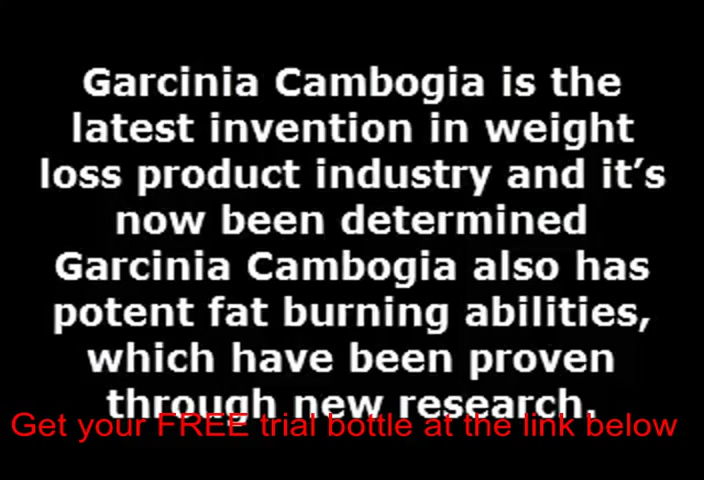 Garcinia Cambogia is the
latest invention in weight
loss product industry and it’s
now been determined
Garcinia Cambogia also has
potent fat burning abilities,
which have been proven
through new research.
Get your FREE trial bottle at the link below